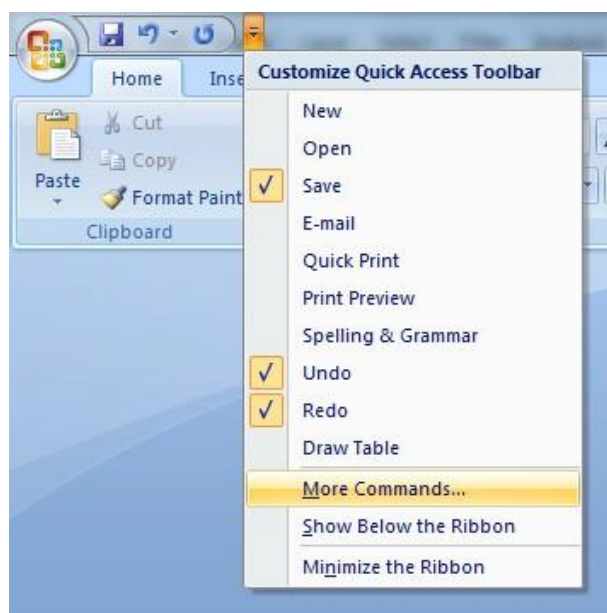 Home Inse
Customize Quick Access Toolbar
Cut
Copy
Paste
Format Paint
Clipboard
New
Open
Save
E-mail
Quick Print
Print Preview
Spelling & Grammar
Undo
Redo
Draw Table
More Commands...
Show Below the Ribbon
Minimize the Ribbon